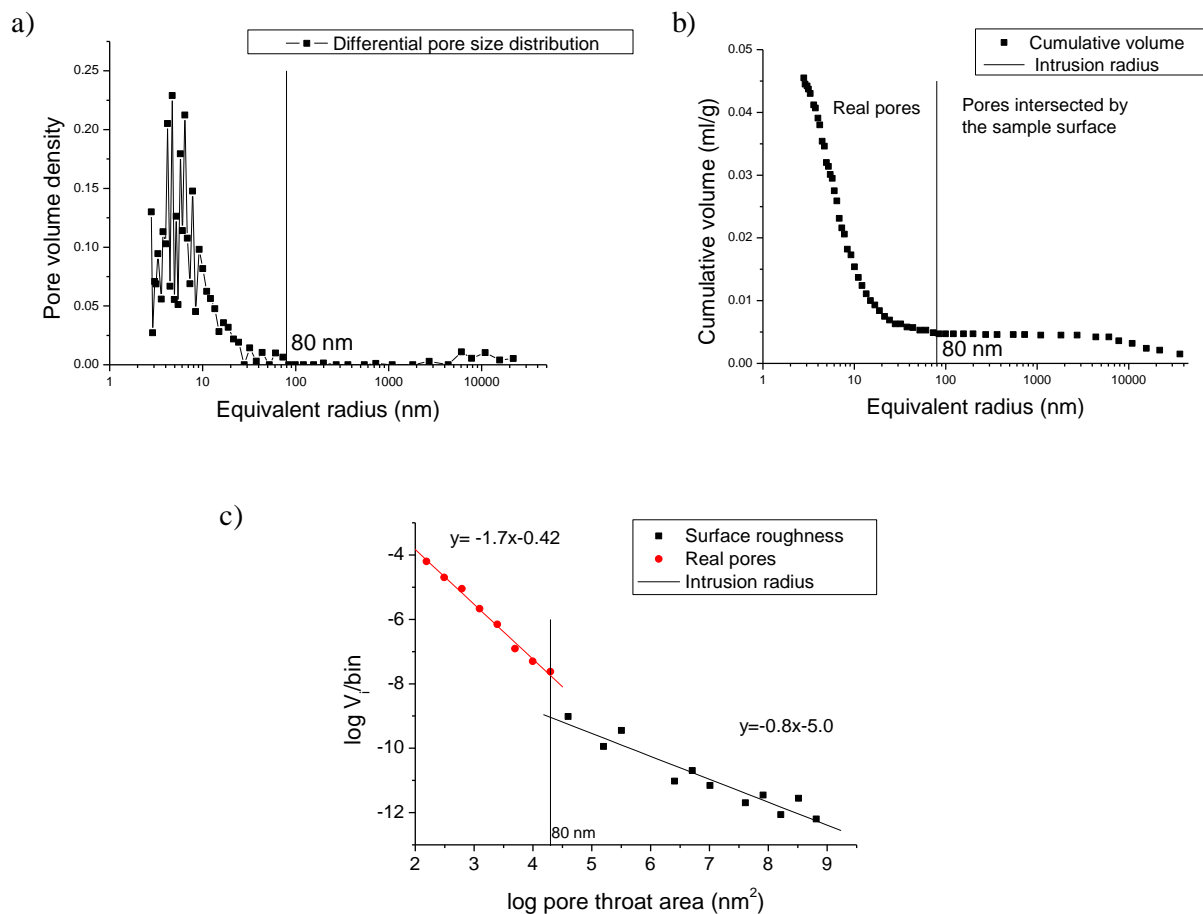 a)
Differential pore size distribution
0.25
0.20
0.15
0.10
0.05
0.00
Pore volume density
80 nm
1 10 100 1000 10000
Equivalent radius (nm)
b)
Cumulative volume
Intrusion radius
0.05
0.04
0.03
0.02
0.01
0.00
Cumulative volume (ml/g)
Real pores
Pores intersected by
the sample surface
80 nm
1 10 100 1000 10000
Equivalent radius (nm)
c)
Surface roughness
Real pores
Intrusion radius
y= -1.7x-0.42
y=-0.8x-5.0
-4
-6
-8
-10
-12
log Vi/bin
80 nm
2 3 4 5 6 7 8 9
log pore throat area (nm²)